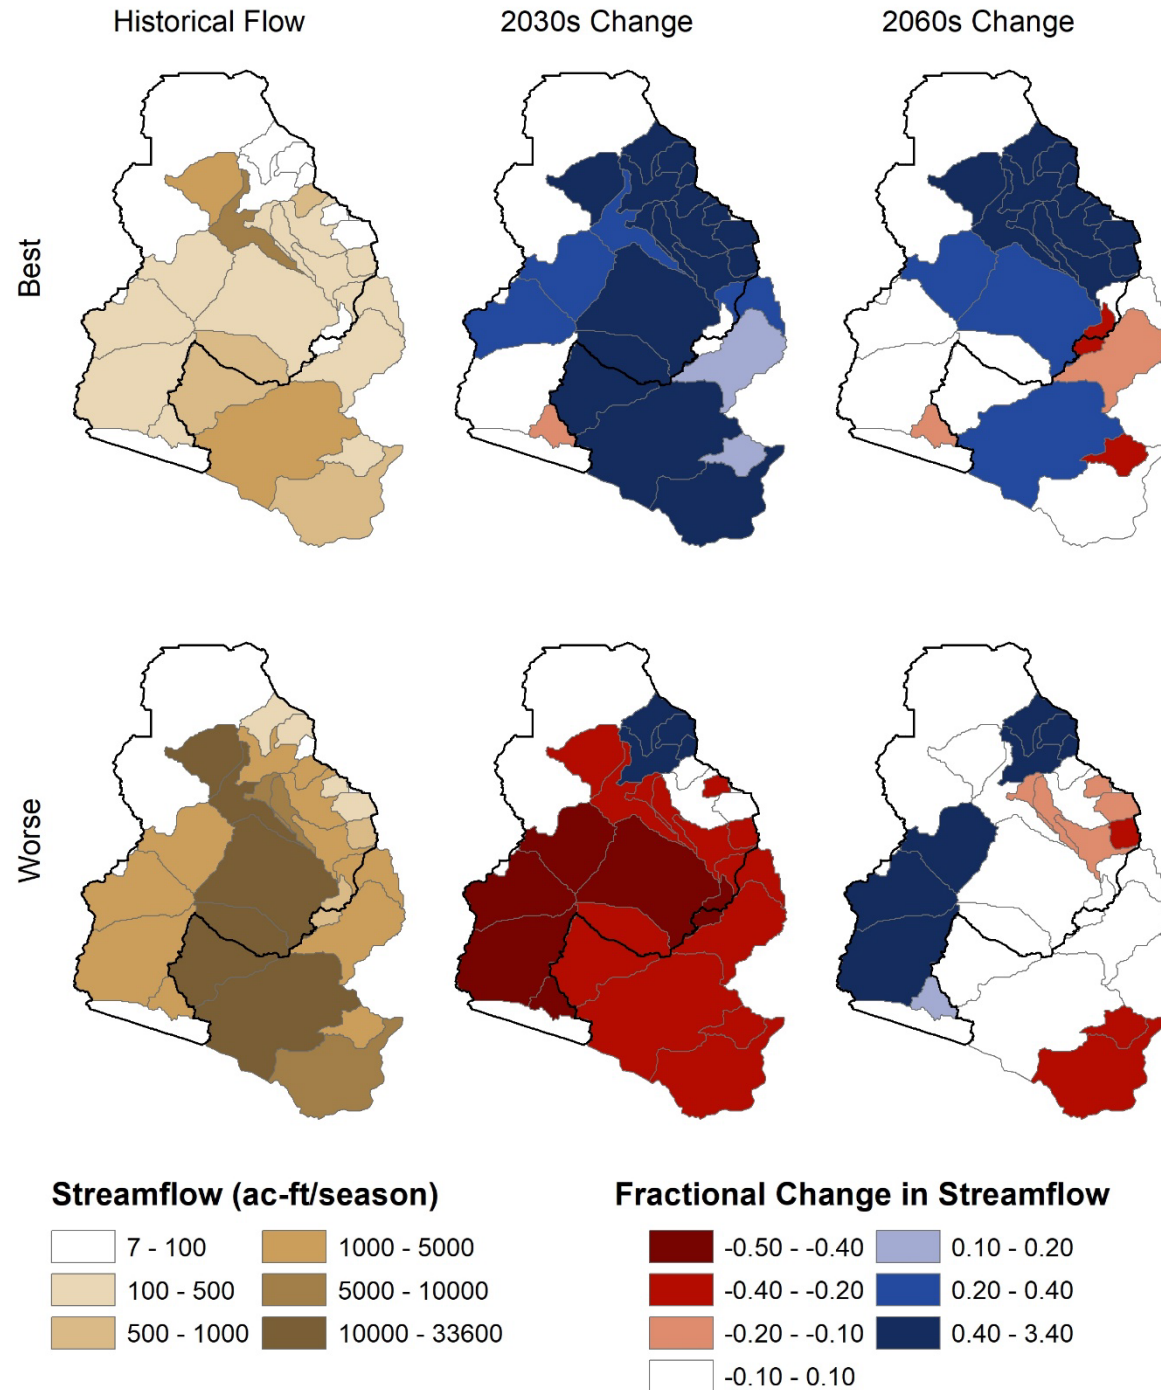 Historical Flow
2030s Change
2060s Change
Best
Worse
Streamflow (ac-ft/season)
7 - 100
1000 - 5000
100 - 500
5000 - 10000
500 - 1000
10000 - 33600
Fractional Change in Streamflow
-0.50 - -0.40
0.10 - 0.20
-0.40 - -0.20
0.20 - 0.40
-0.20 - -0.10
0.40 - 3.40
-0.10 - 0.10